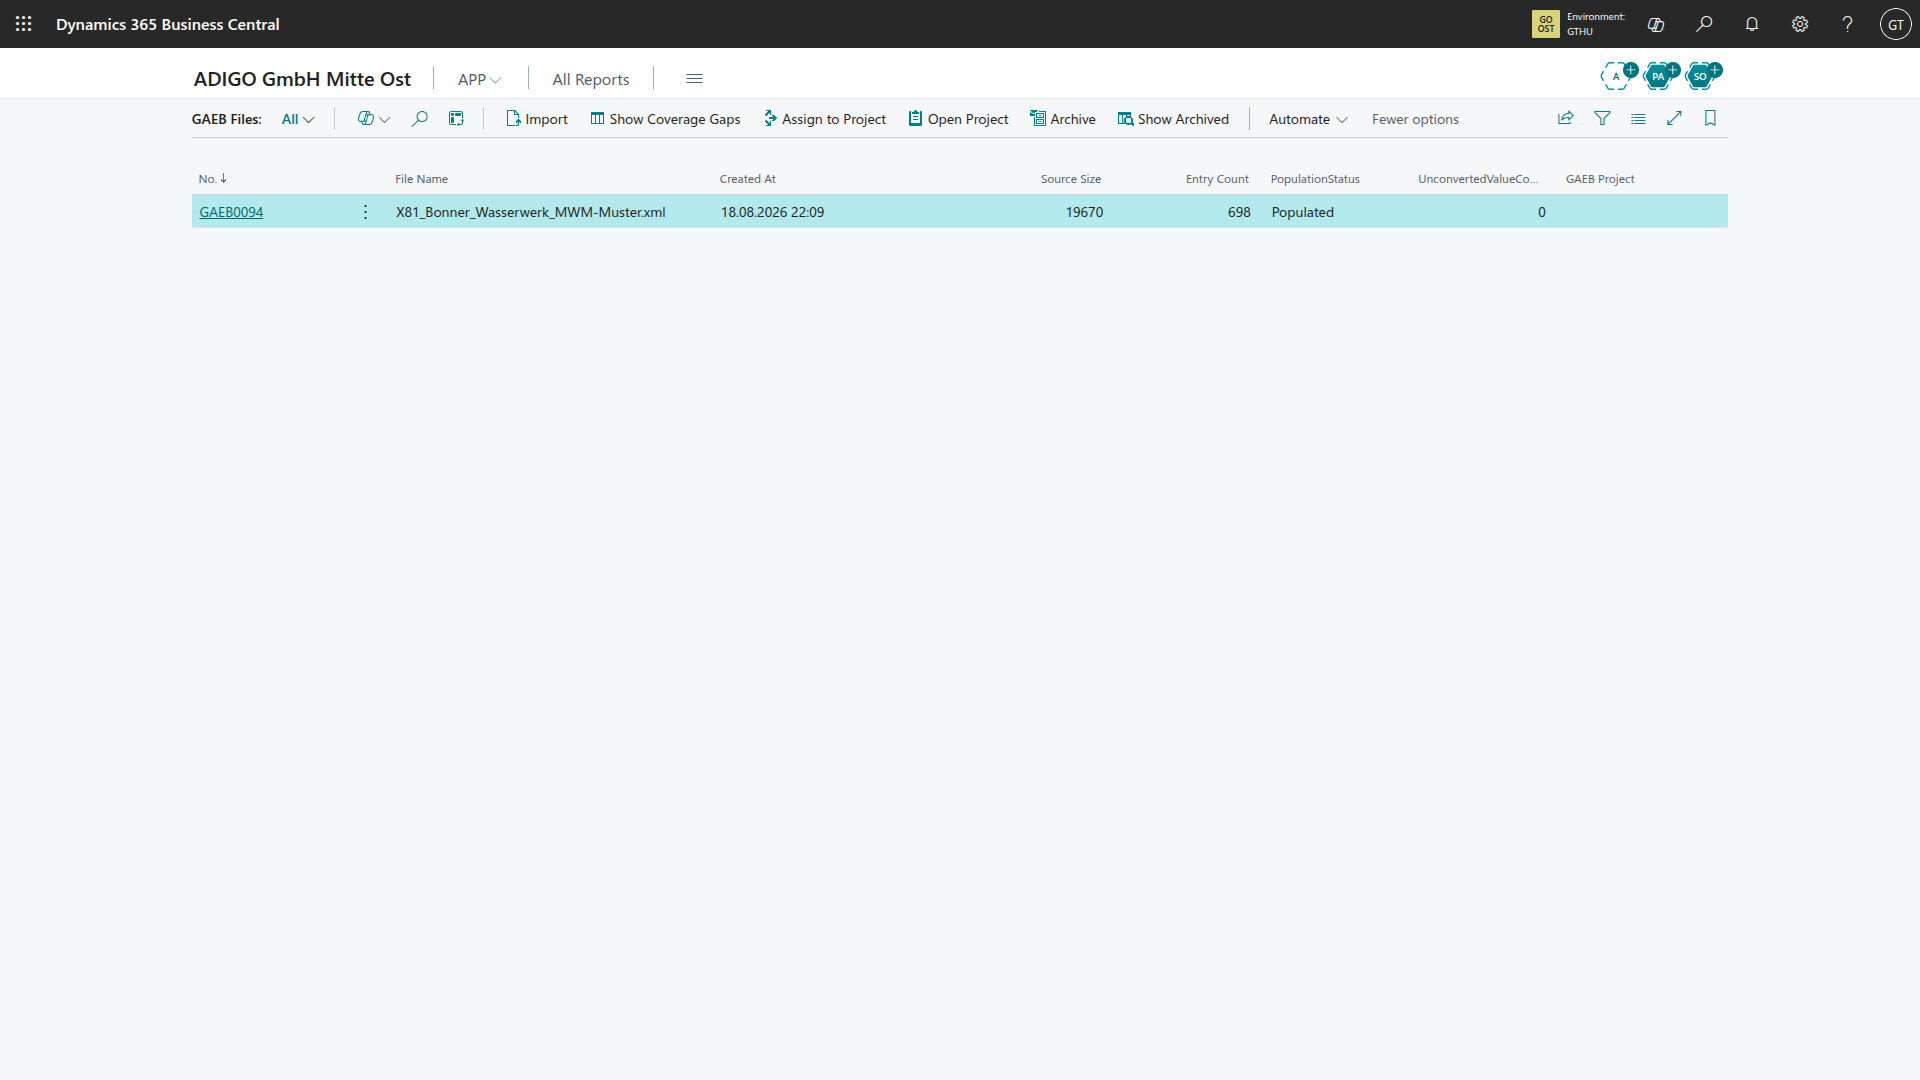 Dynamics 365 Business Central
GO OST
Environment:
GTHU
GT
ADIGO GmbH Mitte Ost
APP
All Reports
A
PA
SO
GAEB Files:
All
Import
Show Coverage Gaps
Assign to Project
Open Project
Archive
Show Archived
Automate
Fewer options
No. ↓
File Name
Created At
Source Size
Entry Count
PopulationStatus
UnconvertedValueCo...
GAEB Project
GAEB0094
X81_Bonner_Wasserwerk_MWM-Muster.xml
18.08.2026 22:09
19670
698
Populated
0